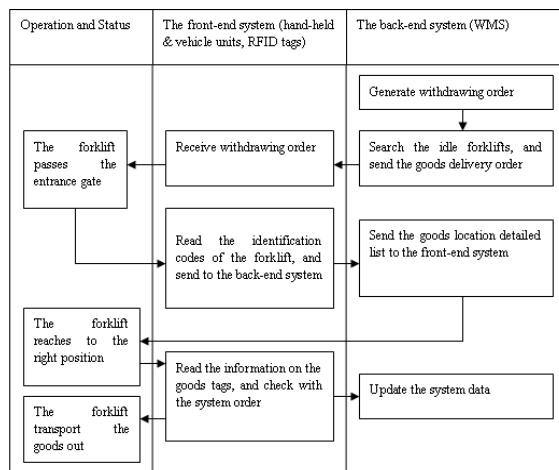 Operation and Status
The front-end system (hand-held
& vehicle units, RFID tags)
The back-end system (WMS)
Generate withdrawing order
The forklift
passes the
entrance gate
Receive withdrawing order
Search the idle forklifts, and
send the goods delivery order
Read the identification
codes of the forklift, and
send to the back-end system
Send the goods location detailed
list to the front-end system
The forklift
reaches to the
right position
Read the information on the
goods tags, and check with
the system order
Update the system data
The forklift
transport the
goods out